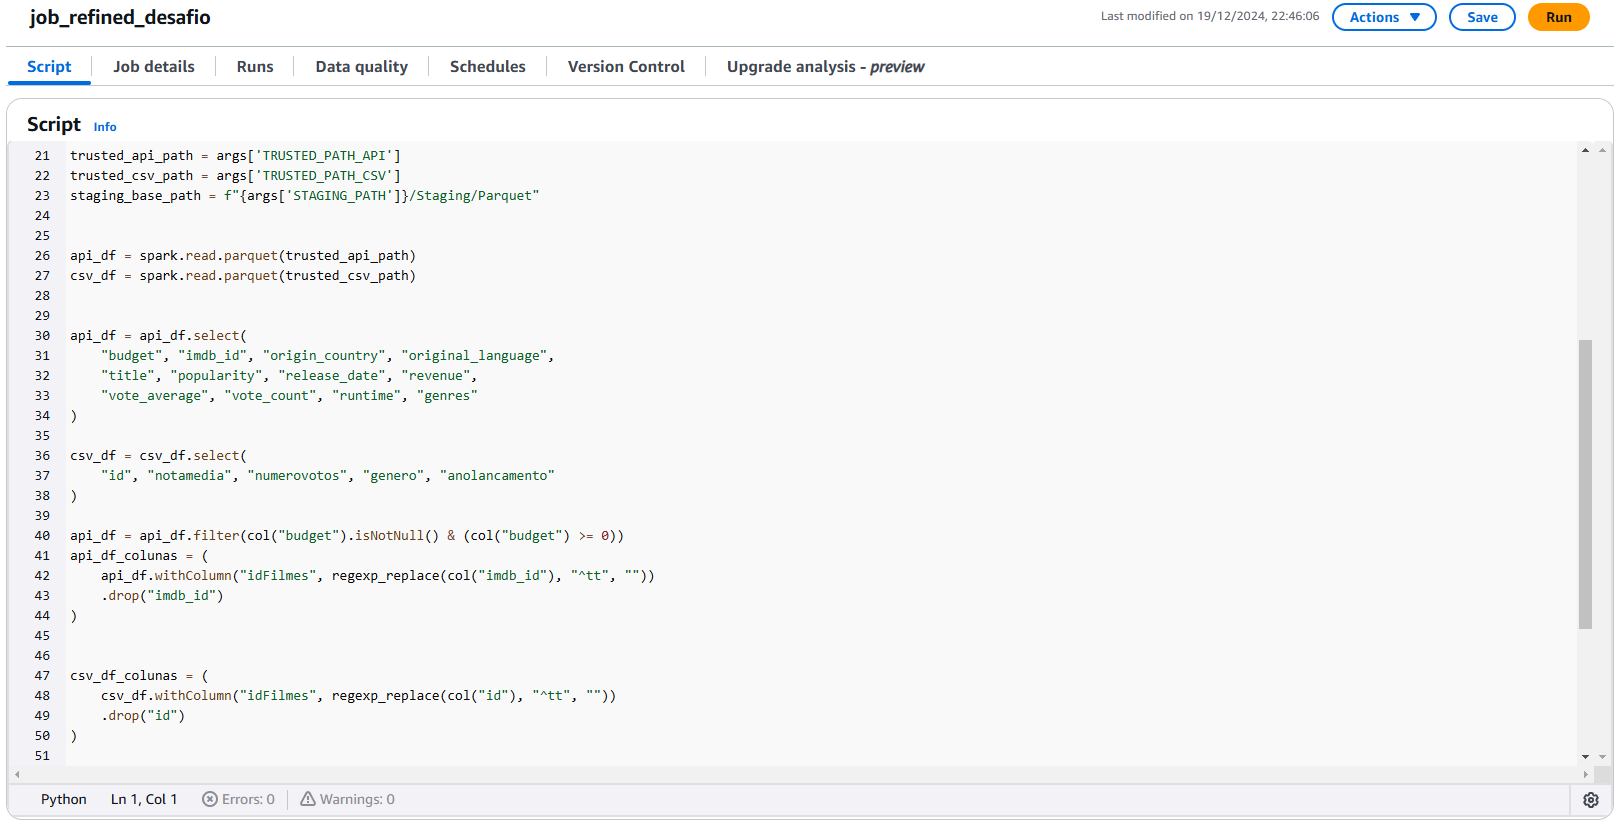 job_refined_desafio
Last modified on 19/12/2024, 22:46:06
Actions
Save
Run
Script
Job details
Runs
Data quality
Schedules
Version Control
Upgrade analysis - preview
Script Info
21 trusted_api_path = args['TRUSTED_PATH_API']
22 trusted_csv_path = args['TRUSTED_PATH_CSV']
23 staging_base_path = f"{args['STAGING_PATH']}/Staging/Parquet"
24
25
26 api_df = spark.read.parquet(trusted_api_path)
27 csv_df = spark.read.parquet(trusted_csv_path)
28
29
30 api_df = api_df.select(
31     "budget", "imdb_id", "origin_country", "original_language",
32     "title", "popularity", "release_date", "revenue",
33     "vote_average", "vote_count", "runtime", "genres"
34 )
35
36 csv_df = csv_df.select(
37     "id", "notamedia", "numerovotos", "genero", "anolancamento"
38 )
39
40 api_df = api_df.filter(col("budget").isNotNull() & (col("budget") >= 0))
41 api_df_colunas = (
42     api_df.withColumn("idFilmes", regexp_replace(col("imdb_id"), "^tt", ""))
43     .drop("imdb_id")
44 )
45
46
47 csv_df_colunas = (
48     csv_df.withColumn("idFilmes", regexp_replace(col("id"), "^tt", ""))
49     .drop("id")
50 )
51
Python Ln 1, Col 1 Errors: 0 Warnings: 0